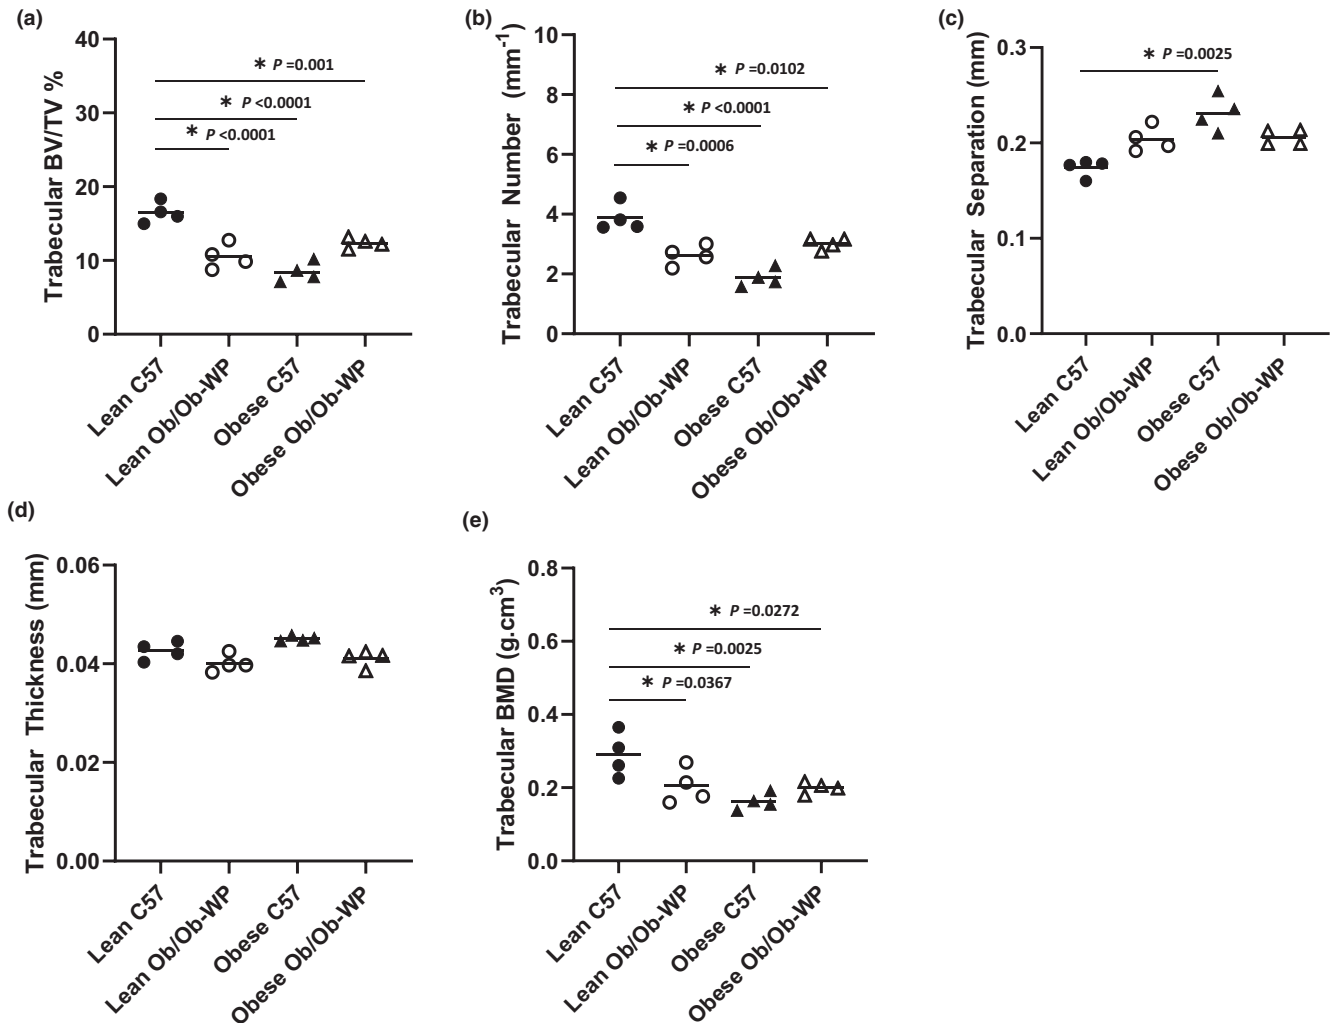 (a)
Trabecular BV/TV %
40
30
20
10
0
* P =0.001
* P <0.0001
* P <0.0001
Lean C57
Lean Ob/Ob-WP
Obese C57
Obese Ob/Ob-WP
(b)
Trabecular Number (mm⁻¹)
10
8
6
4
2
0
* P =0.0102
* P <0.0001
* P =0.0006
Lean C57
Lean Ob/Ob-WP
Obese C57
Obese Ob/Ob-WP
(c)
Trabecular Separation (mm)
0.3
0.2
0.1
0.0
* P =0.0025
Lean C57
Lean Ob/Ob-WP
Obese C57
Obese Ob/Ob-WP
(d)
Trabecular Thickness (mm)
0.06
0.04
0.02
0.00
Lean C57
Lean Ob/Ob-WP
Obese C57
Obese Ob/Ob-WP
(e)
Trabecular BMD (g.cm³)
0.8
0.6
0.4
0.2
0.0
* P =0.0272
* P =0.0025
* P =0.0367
Lean C57
Lean Ob/Ob-WP
Obese C57
Obese Ob/Ob-WP